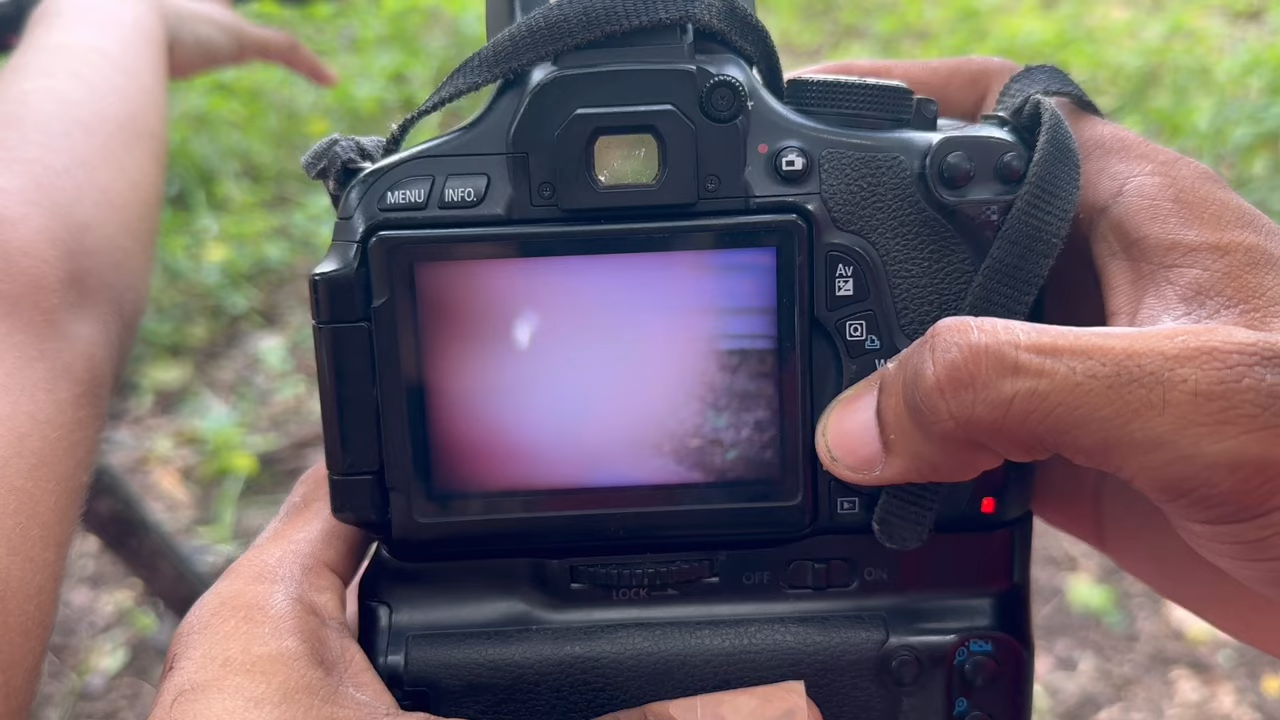 MENU INFO.
Av
Q
W
OFF ON
LOCK